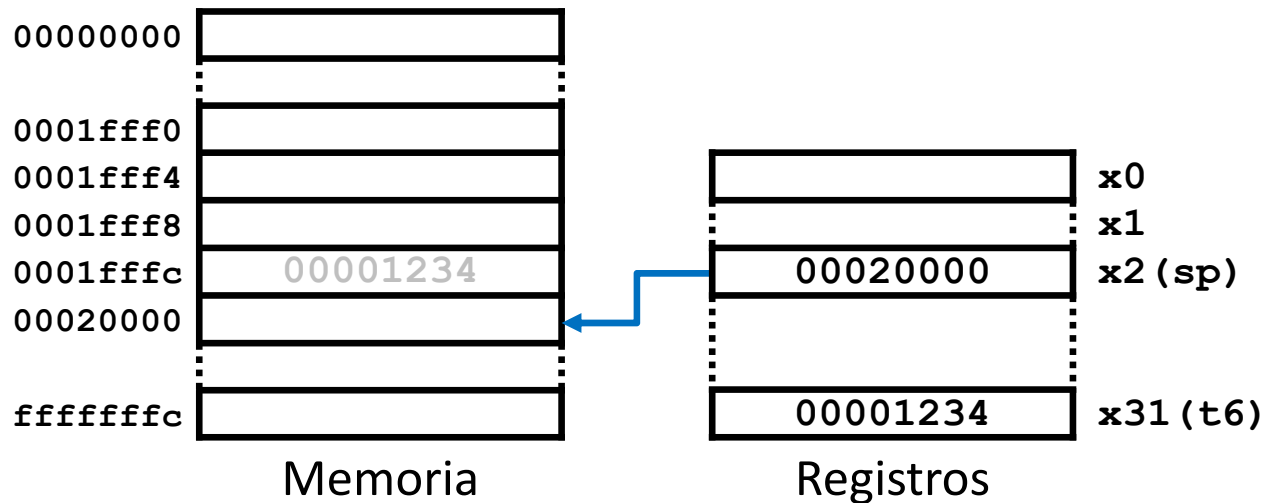 00000000
0001fff0
0001fff4 x0
0001fff8 x1
0001fffc 00001234 00020000 x2(sp)
00020000
fffffffc 00001234 x31(t6)
Memoria Registros